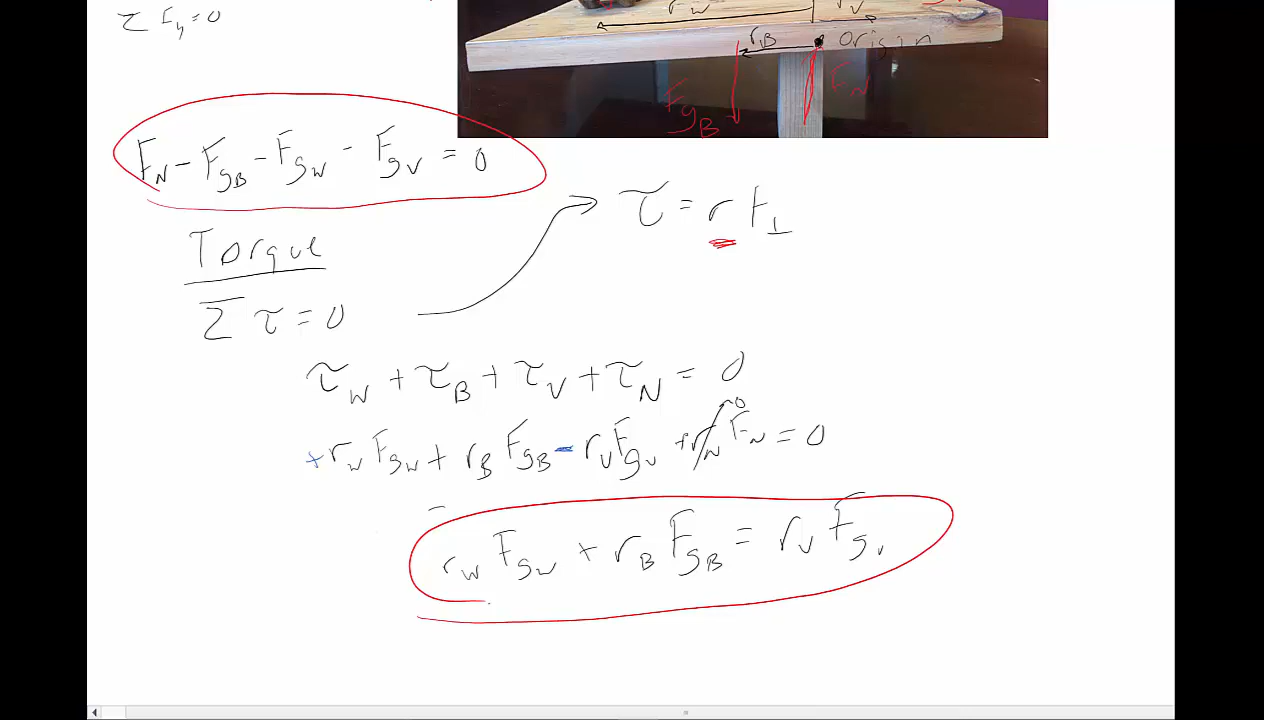 Σ F_y = 0
r_W r_V
r_B origin
F_gB F_N
F_N - F_gB - F_gW - F_gV = 0
τ = r F_⊥
Torque
Σ τ = 0
τ_W + τ_B + τ_V + τ_N = 0
+ r_W F_gW + r_B F_gB - r_V F_gV + r_N F_N = 0
0
r_W F_gW + r_B F_gB = r_V F_gV